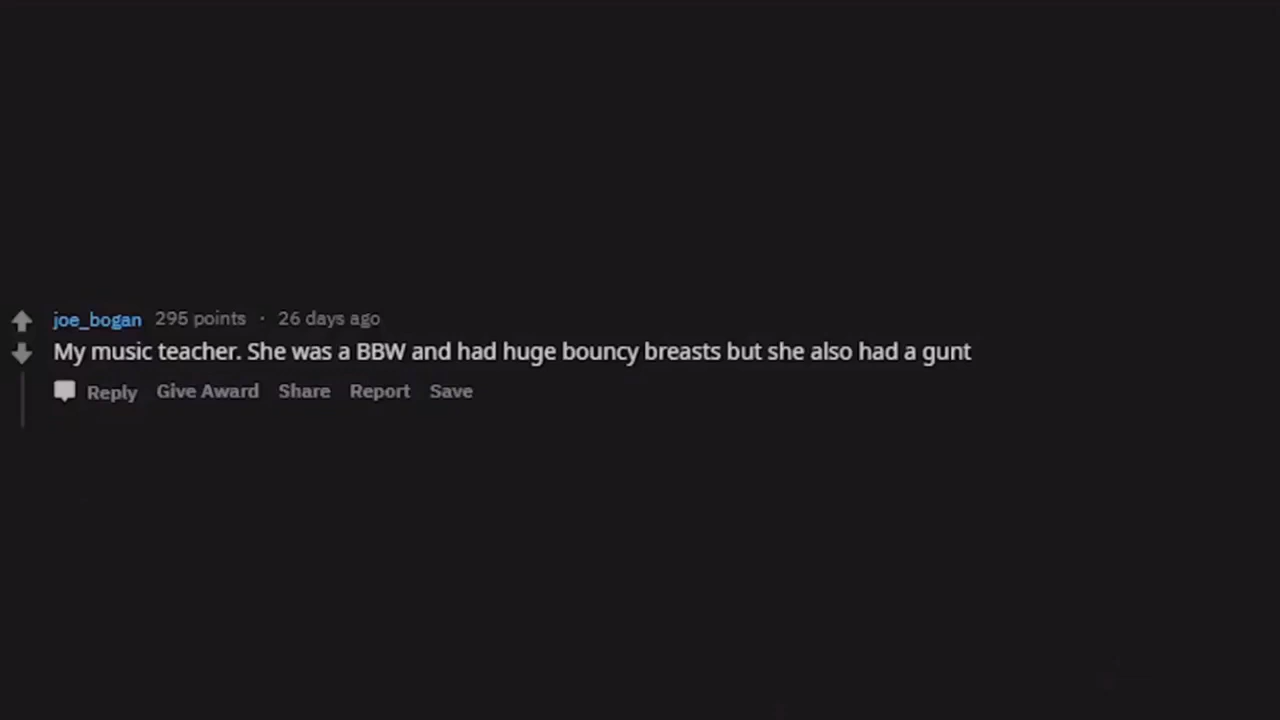 joe_bogan 295 points · 26 days ago
My music teacher. She was a BBW and had huge bouncy breasts but she also had a gunt
Reply Give Award Share Report Save